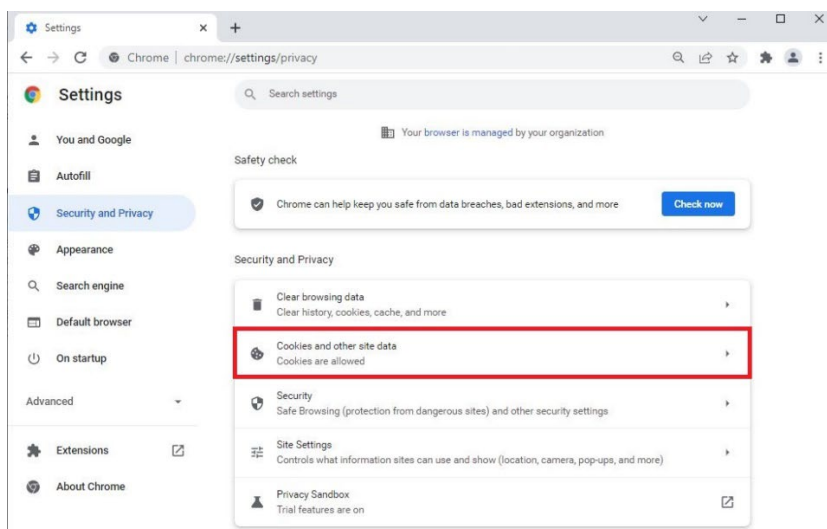 Settings
Chrome | chrome://settings/privacy
Settings
Search settings
You and Google
Autofill
Security and Privacy
Appearance
Search engine
Default browser
On startup
Advanced
Extensions
About Chrome
Your browser is managed by your organization
Safety check
Chrome can help keep you safe from data breaches, bad extensions, and more
Check now
Security and Privacy
Clear browsing data
Clear history, cookies, cache, and more
Cookies and other site data
Cookies are allowed
Security
Safe Browsing (protection from dangerous sites) and other security settings
Site Settings
Controls what information sites can use and show (location, camera, pop-ups, and more)
Privacy Sandbox
Trial features are on